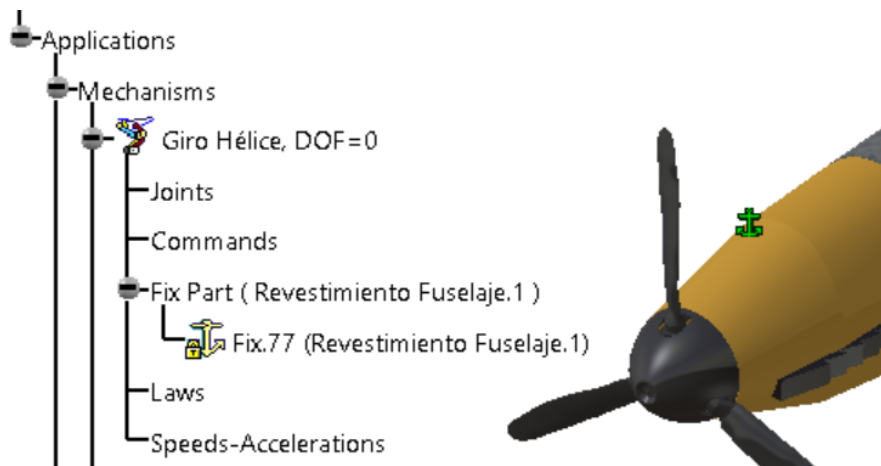 Applications
Mechanisms
Giro Hélice, DOF=0
Joints
Commands
Fix Part ( Revestimiento Fuselaje.1 )
Fix.77 (Revestimiento Fuselaje.1)
Laws
Speeds-Accelerations